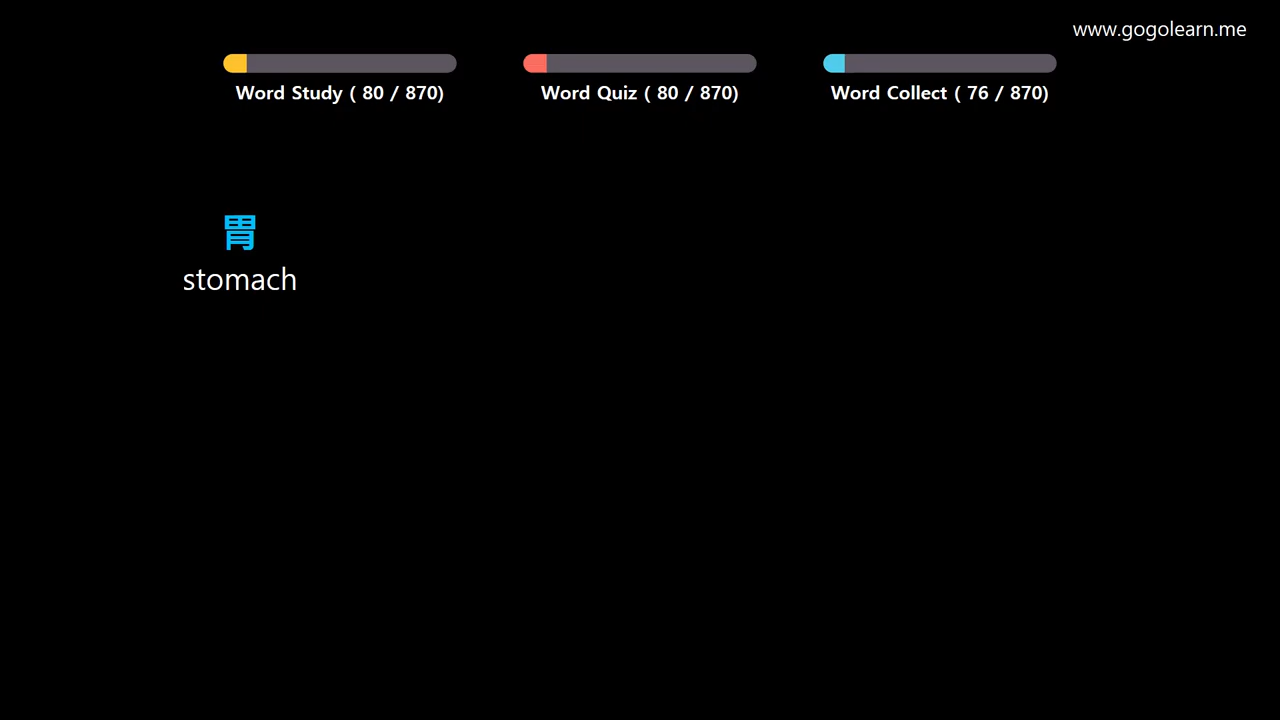 www.gogolearn.me
Word Study ( 80 / 870)
Word Quiz ( 80 / 870)
Word Collect ( 76 / 870)
胃
stomach